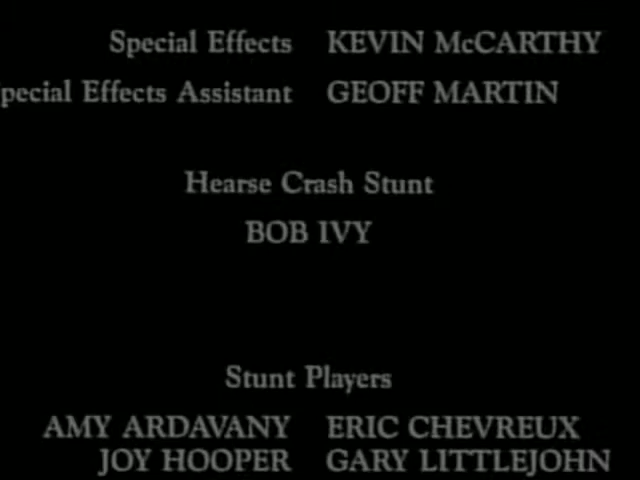 Special Effects KEVIN McCARTHY
pecial Effects Assistant GEOFF MARTIN
Hearse Crash Stunt
BOB IVY
Stunt Players
AMY ARDAVANY ERIC CHEVREUX
JOY HOOPER GARY LITTLEJOHN